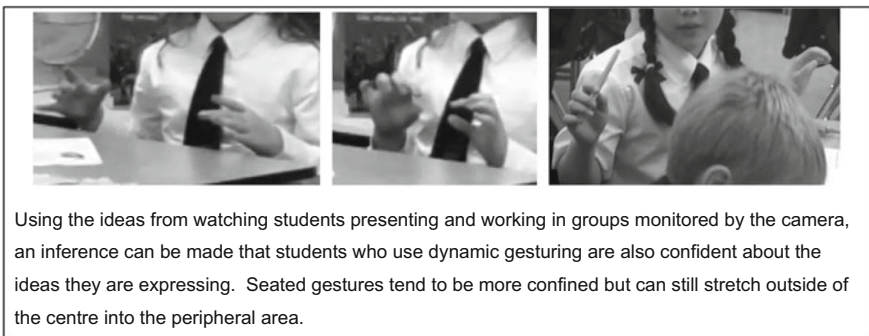 Using the ideas from watching students presenting and working in groups monitored by the camera,
an inference can be made that students who use dynamic gesturing are also confident about the
ideas they are expressing.  Seated gestures tend to be more confined but can still stretch outside of
the centre into the peripheral area.